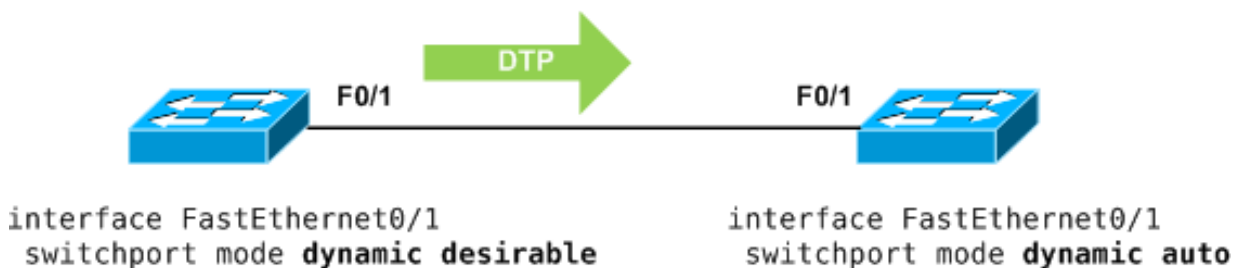 DTP
F0/1
F0/1
interface FastEthernet0/1
switchport mode dynamic desirable
interface FastEthernet0/1
switchport mode dynamic auto